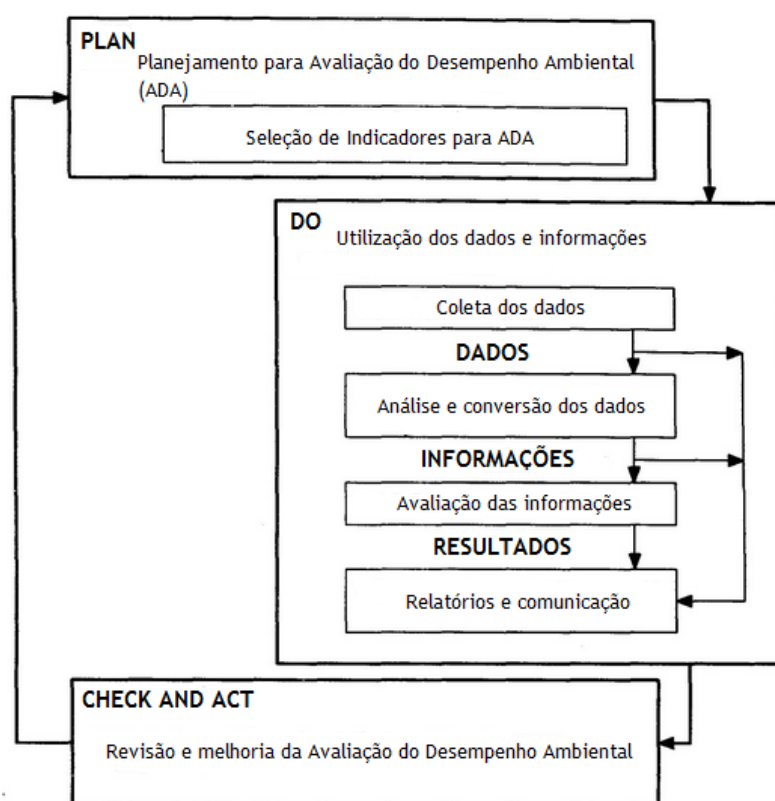 PLAN
Planejamento para Avaliação do Desempenho Ambiental
(ADA)
Seleção de Indicadores para ADA
DO
Utilização dos dados e informações
Coleta dos dados
DADOS
Análise e conversão dos dados
INFORMAÇÕES
Avaliação das informações
RESULTADOS
Relatórios e comunicação
CHECK AND ACT
Revisão e melhoria da Avaliação do Desempenho Ambiental